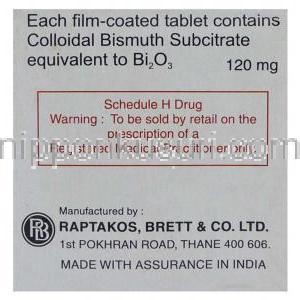 Each film-coated tablet contains
Colloidal Bismuth Subcitrate
equivalent to Bi2O3 120 mg
Schedule H Drug
Warning : To be sold by retail on the
prescription of a
Registered Medical Practitioner only.
Manufactured by :
RAPTAKOS, BRETT & CO. LTD.
1st POKHRAN ROAD, THANE 400 606.
MADE WITH ASSURANCE IN INDIA